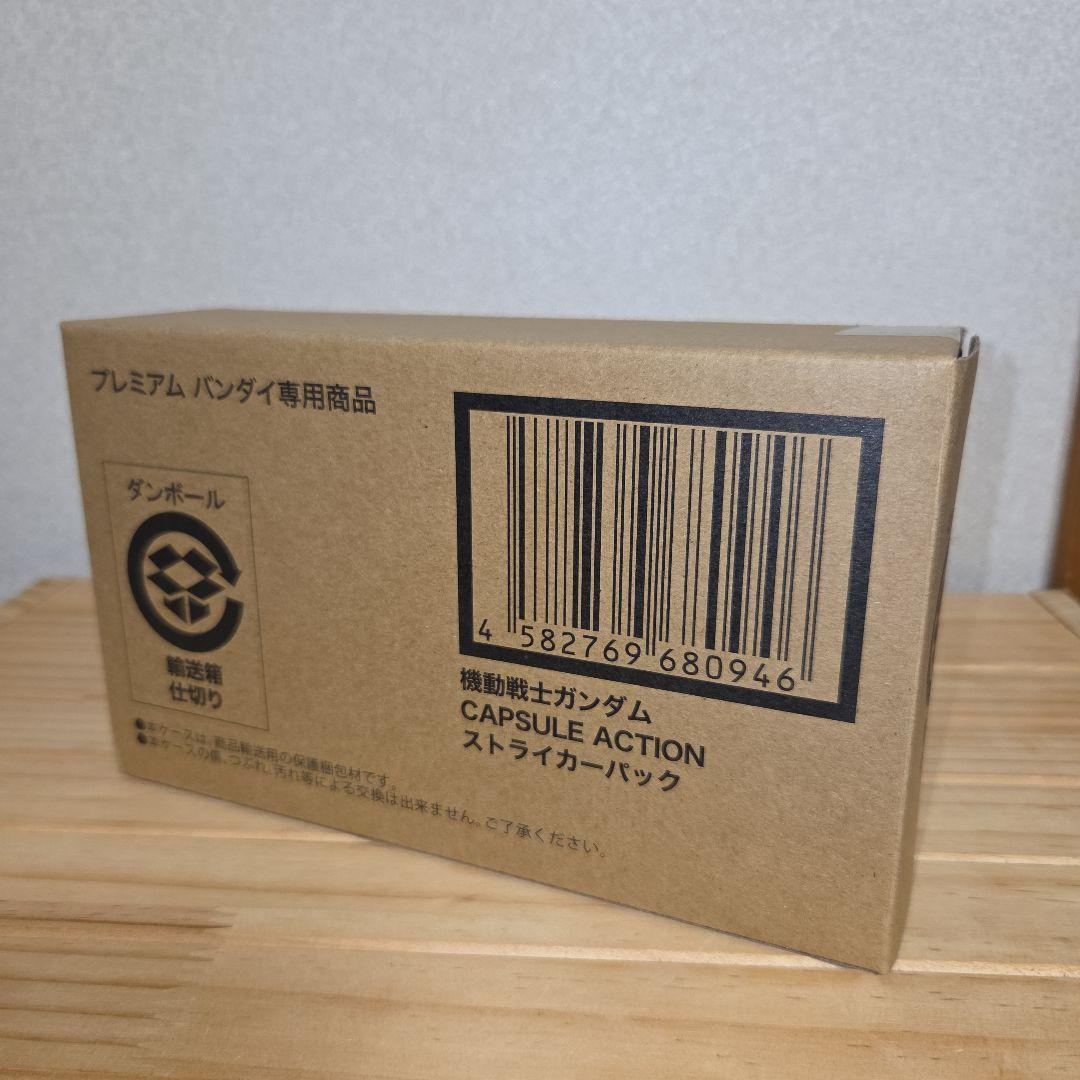 プレミアム バンダイ専用商品
ダンボール
輸送箱
仕切り
●本ケースは、商品輸送用の保護梱包材です。
●本ケースの傷、つぶれ、汚れ等による交換は出来ません。ご了承ください。
4 582769 680946
機動戦士ガンダム
CAPSULE ACTION
ストライカーパック